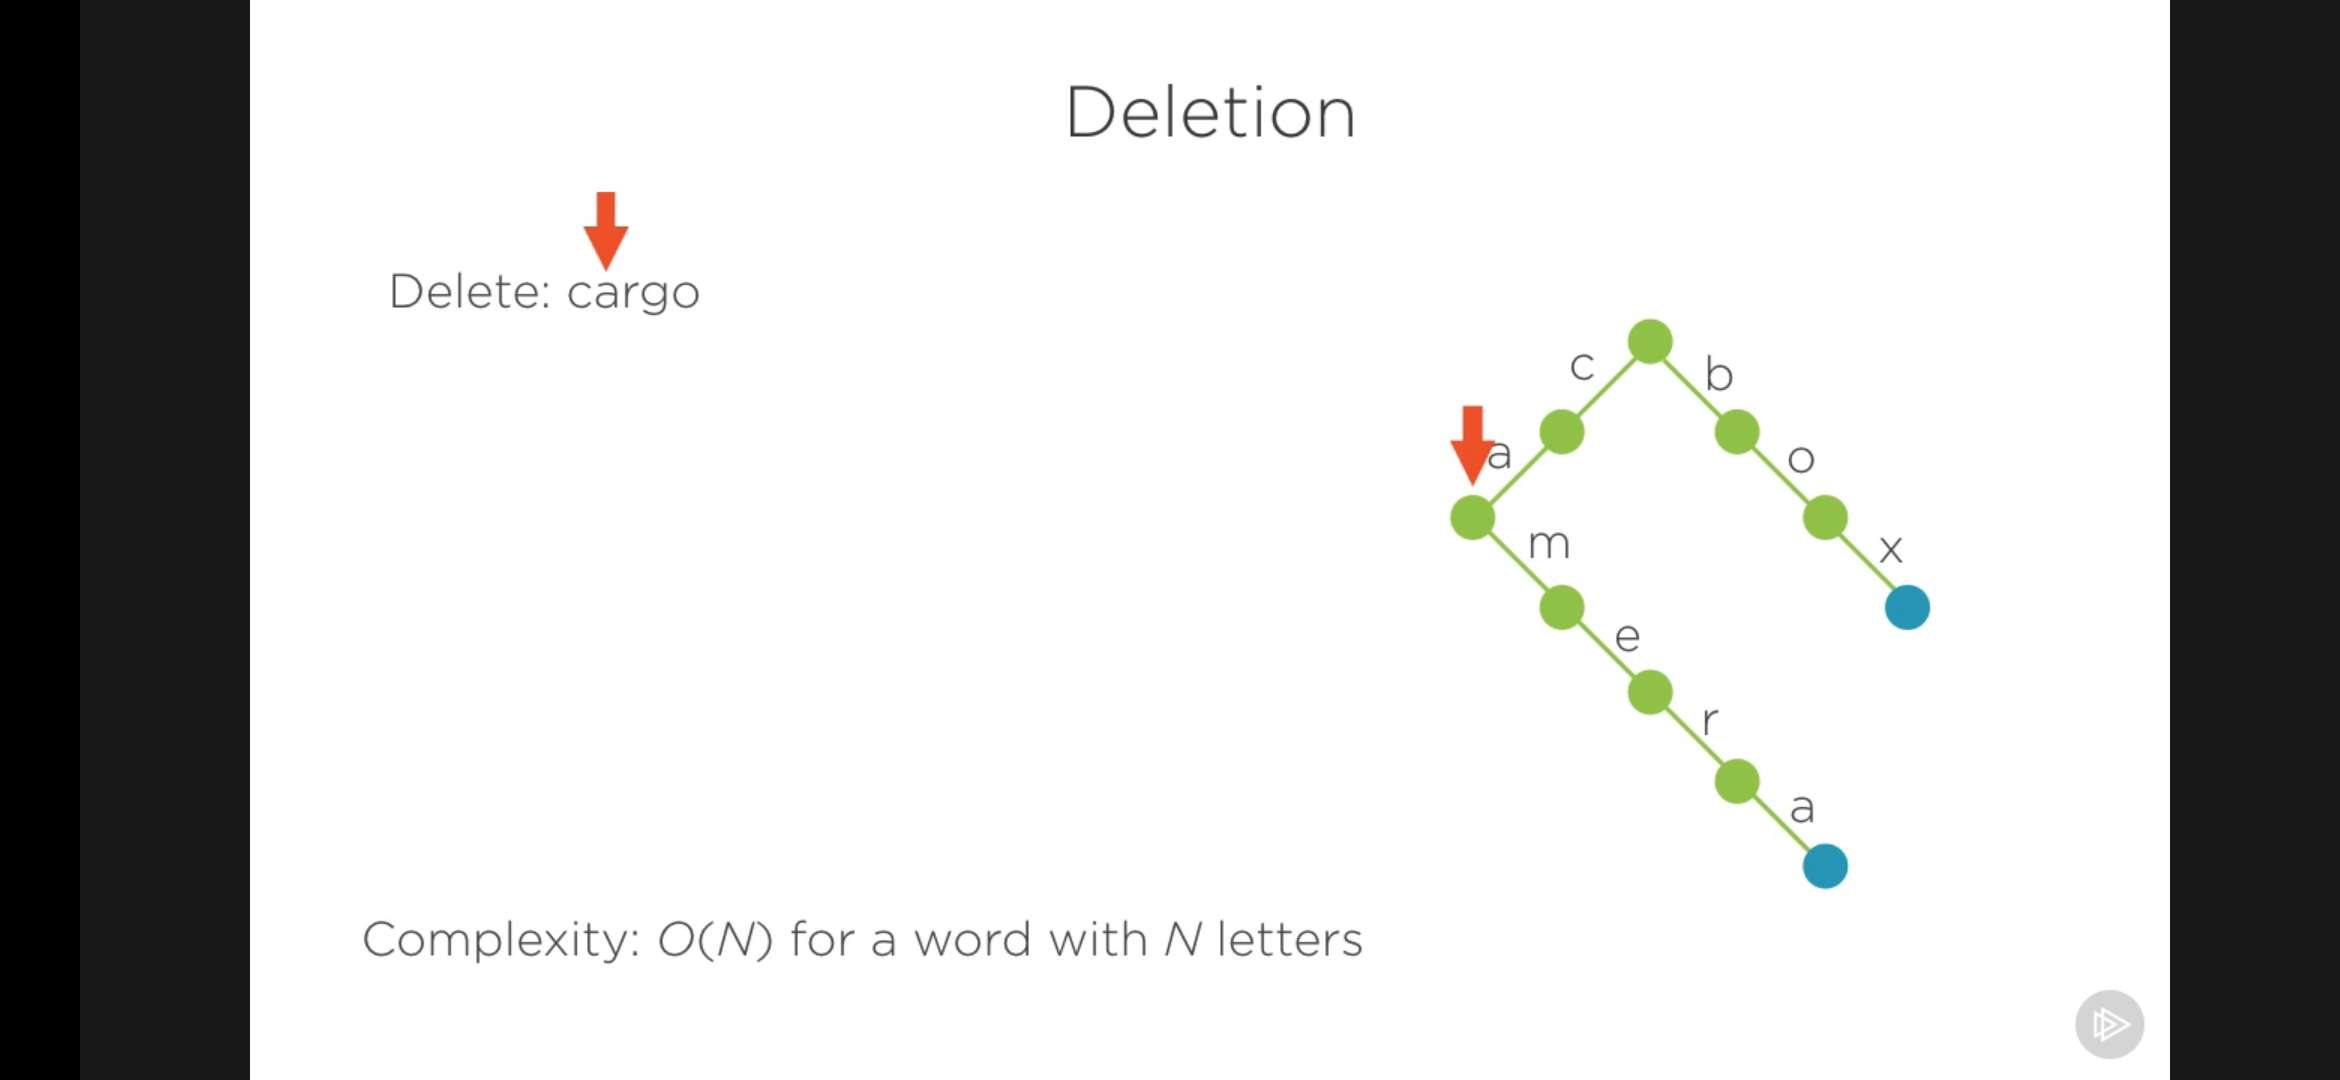 Deletion
Delete: cargo
c
b
a
o
m
x
e
r
a
Complexity: O(N) for a word with N letters